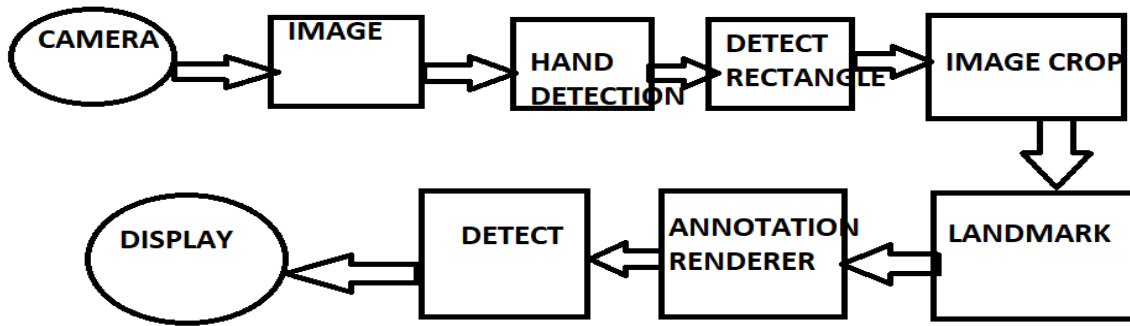 CAMERA
IMAGE
HAND
DETECTION
DETECT
RECTANGLE
IMAGE CROP
LANDMARK
ANNOTATION
RENDERER
DETECT
DISPLAY